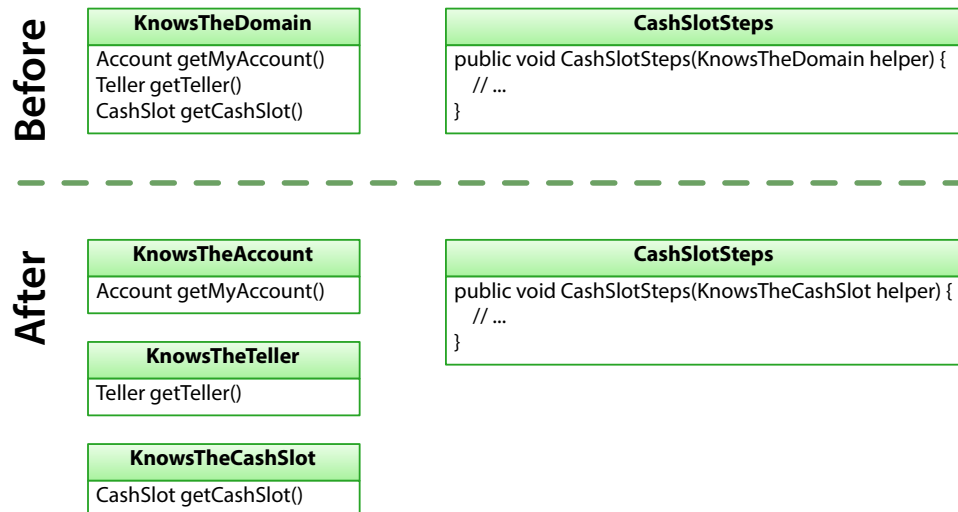 Before
KnowsTheDomain
Account getMyAccount()
Teller getTeller()
CashSlot getCashSlot()
CashSlotSteps
public void CashSlotSteps(KnowsTheDomain helper) {
// ...
}
After
KnowsTheAccount
Account getMyAccount()
KnowsTheTeller
Teller getTeller()
KnowsTheCashSlot
CashSlot getCashSlot()
CashSlotSteps
public void CashSlotSteps(KnowsTheCashSlot helper) {
// ...
}